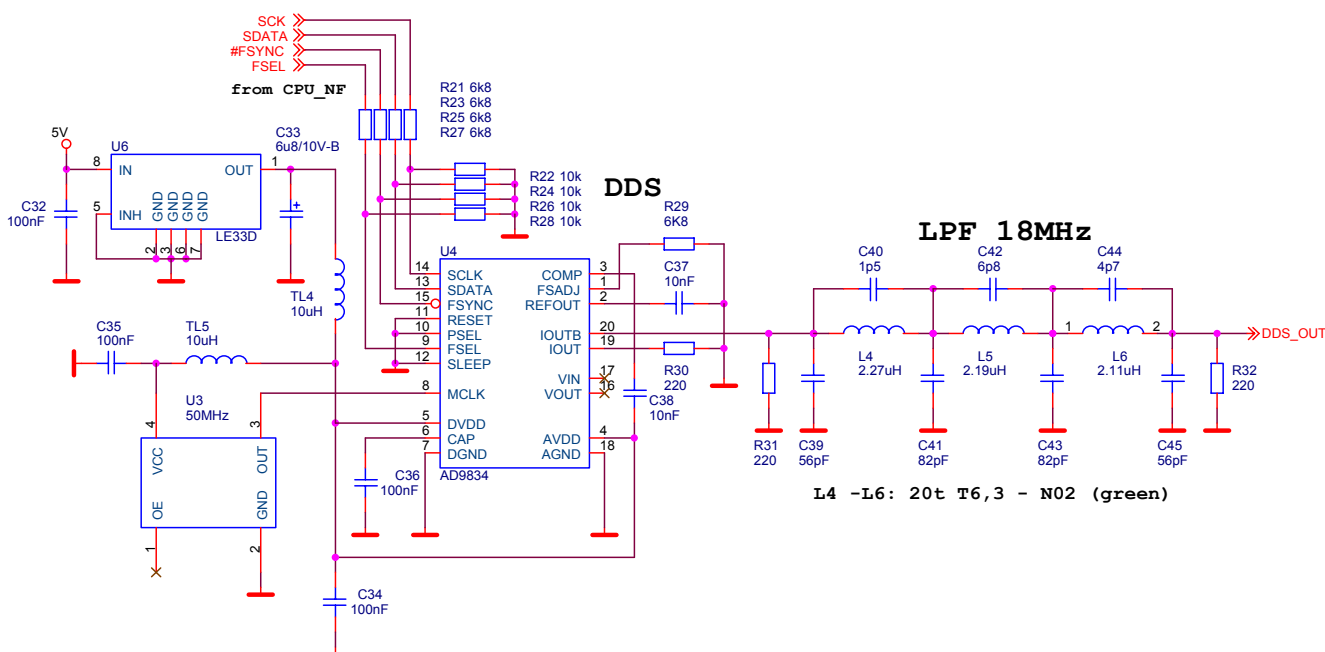 SCK
SDATA
#FSYNC
FSEL
from CPU_NF
R21 6k8
R23 6k8
R25 6k8
R27 6k8
5V
U6
C33
6u8/10V-B
8
IN
OUT
1
5
INH
GND
GND
GND
GND
2
3
6
7
LE33D
C32
100nF
R22 10k
R24 10k
R26 10k
R28 10k
DDS
R29
6K8
LPF 18MHz
U4
14
SCLK
13
SDATA
15
FSYNC
11
RESET
10
PSEL
9
FSEL
12
SLEEP
8
MCLK
5
DVDD
6
CAP
7
DGND
COMP
3
FSADJ
1
REFOUT
2
IOUTB
20
IOUT
19
VIN
17
VOUT
16
AVDD
4
AGND
18
AD9834
C37
10nF
R30
220
C38
10nF
TL4
10uH
C35
100nF
TL5
10uH
U3
50MHz
4
VCC
3
OUT
OE
1
GND
2
C36
100nF
C34
100nF
C40
1p5
C42
6p8
C44
4p7
L4
2.27uH
L5
2.19uH
1
2
L6
2.11uH
DDS_OUT
R31
220
C39
56pF
C41
82pF
C43
82pF
C45
56pF
R32
220
L4 -L6: 20t T6,3 - N02 (green)